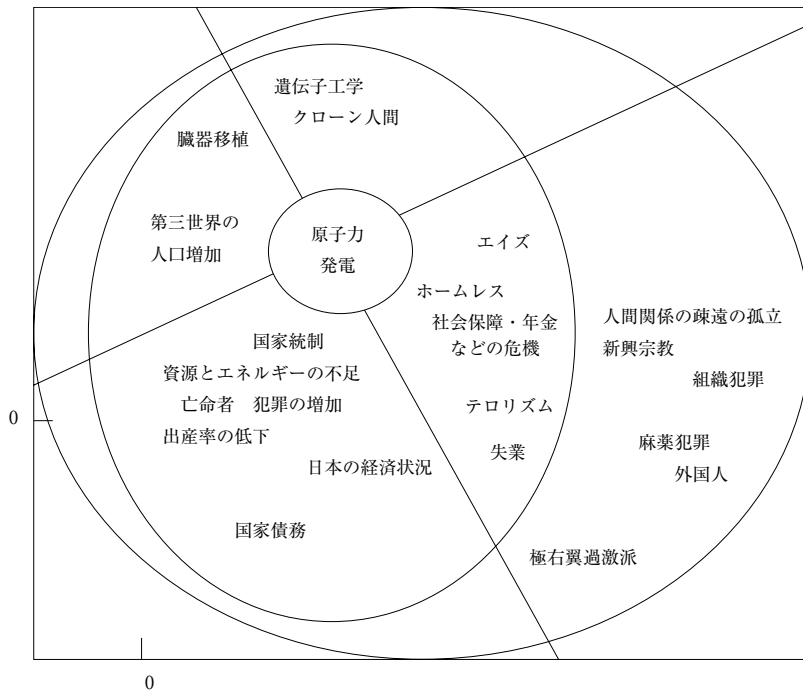 遺伝子工学
クローン人間
臓器移植
第三世界の
人口増加
原子力
発電
エイズ
ホームレス
社会保障・年金
などの危機
人間関係の疎遠の孤立
新興宗教
組織犯罪
国家統制
資源とエネルギーの不足
亡命者　犯罪の増加
出産率の低下
テロリズム
麻薬犯罪
失業
日本の経済状況
外国人
国家債務
極右翼過激派
0
0